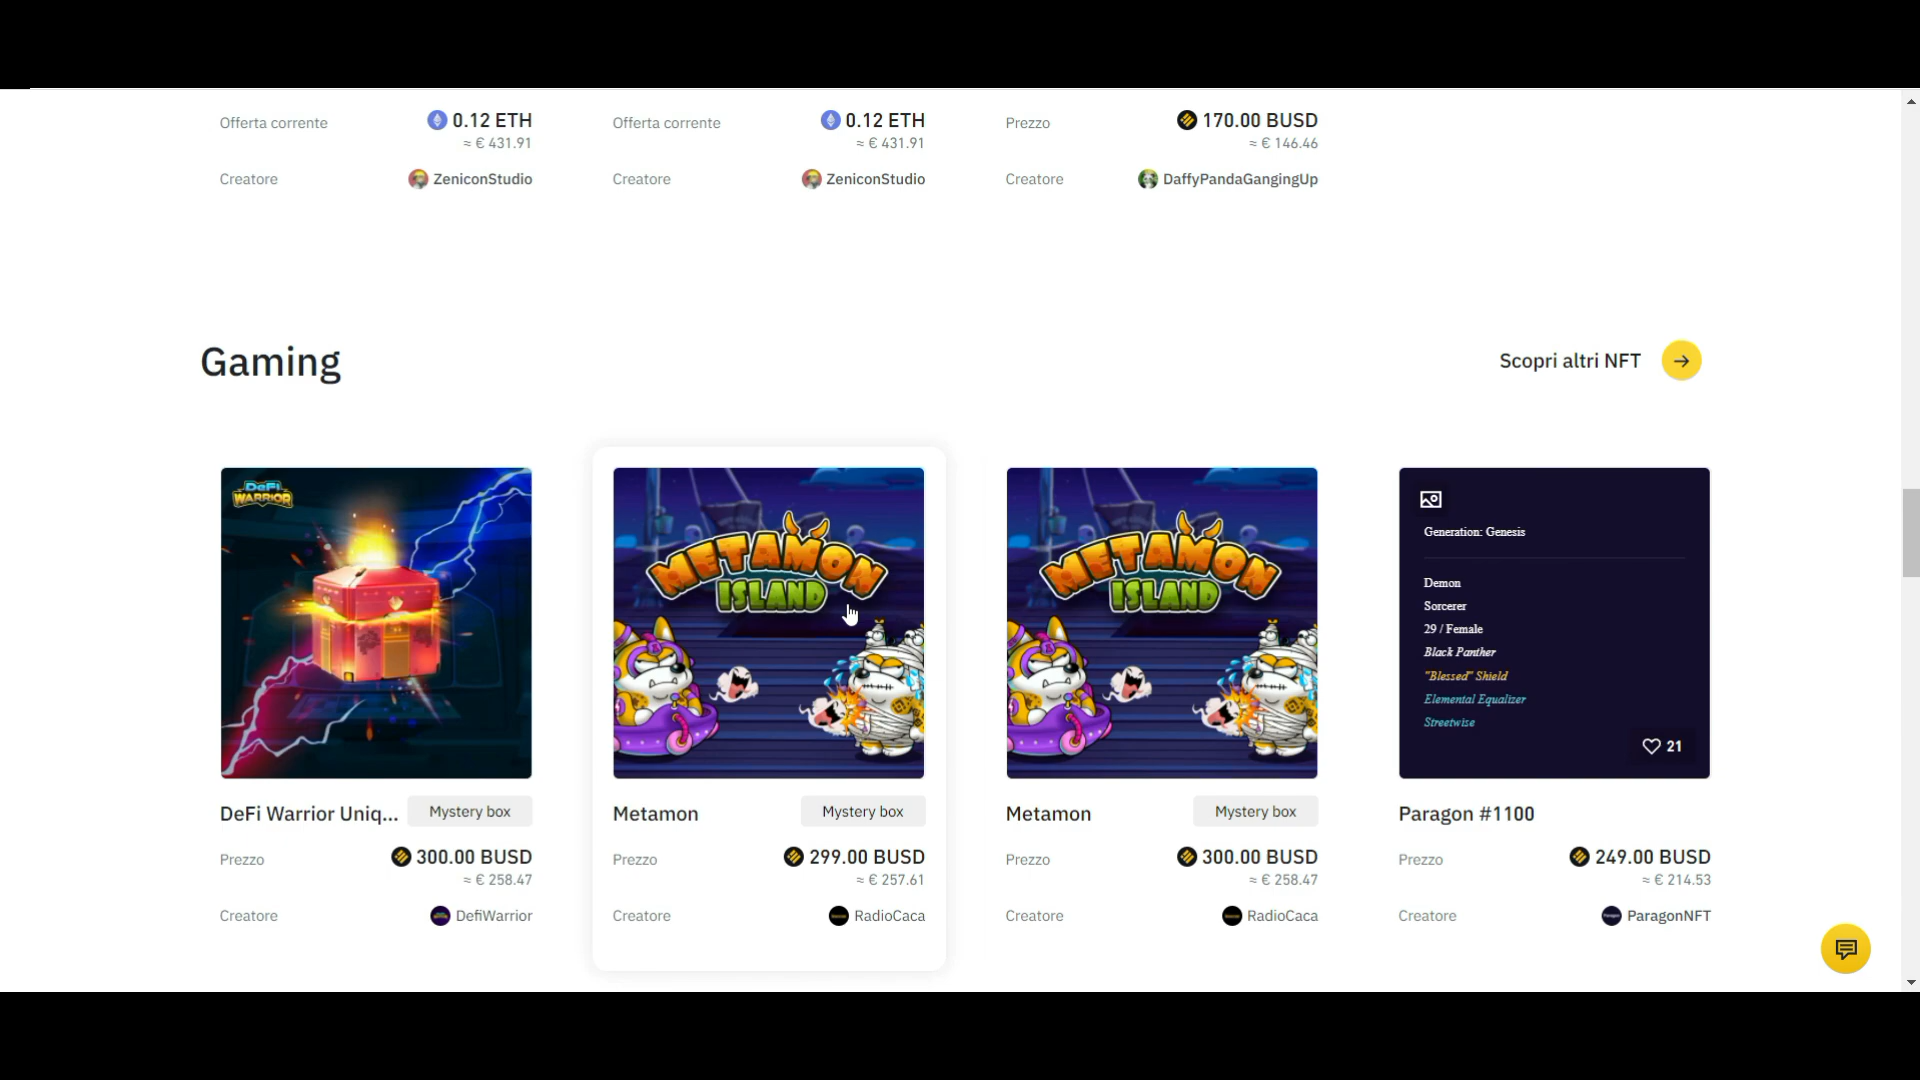 Offerta corrente
0.12 ETH
≈ € 431.91
Creatore
ZeniconStudio
Offerta corrente
0.12 ETH
≈ € 431.91
Creatore
ZeniconStudio
Prezzo
170.00 BUSD
≈ € 146.46
Creatore
DaffyPandaGangingUp
Gaming
Scopri altri NFT
DeFi
WARRIOR
DeFi Warrior Uniq...
Mystery box
Prezzo
300.00 BUSD
≈ € 258.47
Creatore
DefiWarrior
METAMON
ISLAND
Metamon
Mystery box
Prezzo
299.00 BUSD
≈ € 257.61
Creatore
RadioCaca
METAMON
ISLAND
Metamon
Mystery box
Prezzo
300.00 BUSD
≈ € 258.47
Creatore
RadioCaca
Generation: Genesis
Demon
Sorcerer
29 / Female
Black Panther
"Blessed" Shield
Elemental Equalizer
Streetwise
21
Paragon #1100
Prezzo
249.00 BUSD
≈ € 214.53
Creatore
ParagonNFT